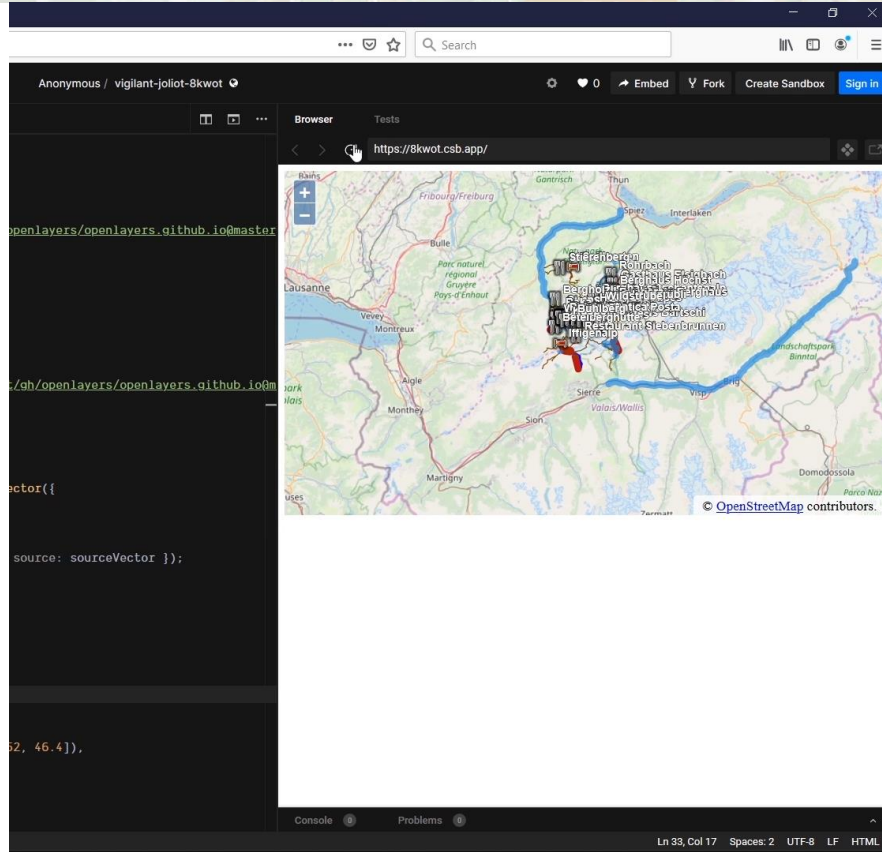 Search
Anonymous / vigilant-joliot-8kwot
0
Embed
Fork
Create Sandbox
Sign in
Browser
Tests
https://8kwot.csb.app/
openlayers/openlayers.github.io@master
t/gh/openlayers/openlayers.github.io@m
ector({
source: sourceVector });
52, 46.4]),
+
−
Bains
Gantrisch
Thun
Fribourg/Freiburg
Spiez
Interlaken
Bulle
Parc naturel
régional
Gruyère
Pays-d'Enhaut
Lausanne
Vevey
Montreux
Stierenberg
Rohrbach
Berghaus Höchst
Bühlberg
Restaurant Siebenbrunnen
Iffigenalp
Landschaftspark
Binntal
Aigle
Monthey
Sierre
Visp
Brig
Valais/Wallis
Sion
Martigny
Domodossola
Zermatt
© OpenStreetMap contributors.
Console 0
Problems 0
Ln 33, Col 17
Spaces: 2
UTF-8
LF
HTML